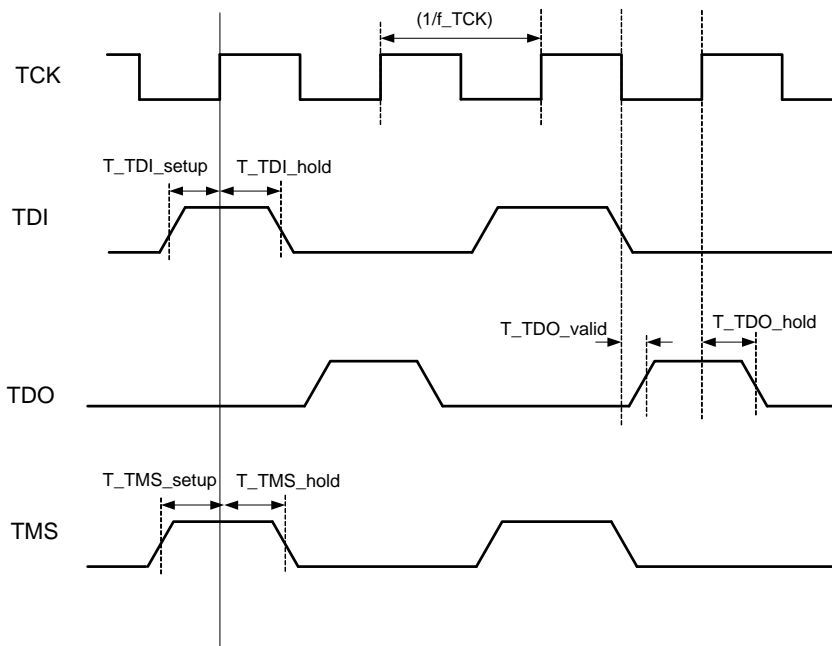 (1/f_TCK)
TCK
T_TDI_setup T_TDI_hold
TDI
T_TDO_valid T_TDO_hold
TDO
T_TMS_setup T_TMS_hold
TMS